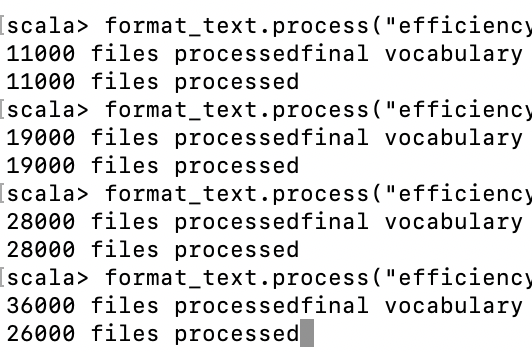 [scala> format_text.process("efficiency
11000 files processedfinal vocabulary
11000 files processed
[scala> format_text.process("efficiency
19000 files processedfinal vocabulary
19000 files processed
[scala> format_text.process("efficiency
28000 files processedfinal vocabulary
28000 files processed
[scala> format_text.process("efficiency
36000 files processedfinal vocabulary
26000 files processed